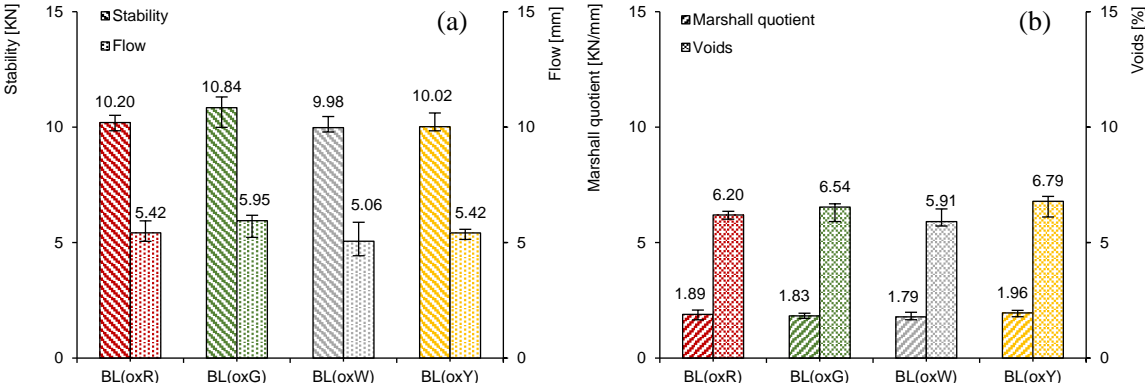 Stability [KN]
15
10
5
0
Stability
Flow
(a)
10.20
5.42
10.84
5.95
9.98
5.06
10.02
5.42
BL(oxR)
BL(oxG)
BL(oxW)
BL(oxY)
15
10
5
0
Flow [mm]
Marshall quotient [KN/mm]
15
10
5
0
Marshall quotient
Voids
(b)
1.89
6.20
1.83
6.54
1.79
5.91
1.96
6.79
BL(oxR)
BL(oxG)
BL(oxW)
BL(oxY)
15
10
5
0
Voids [%]